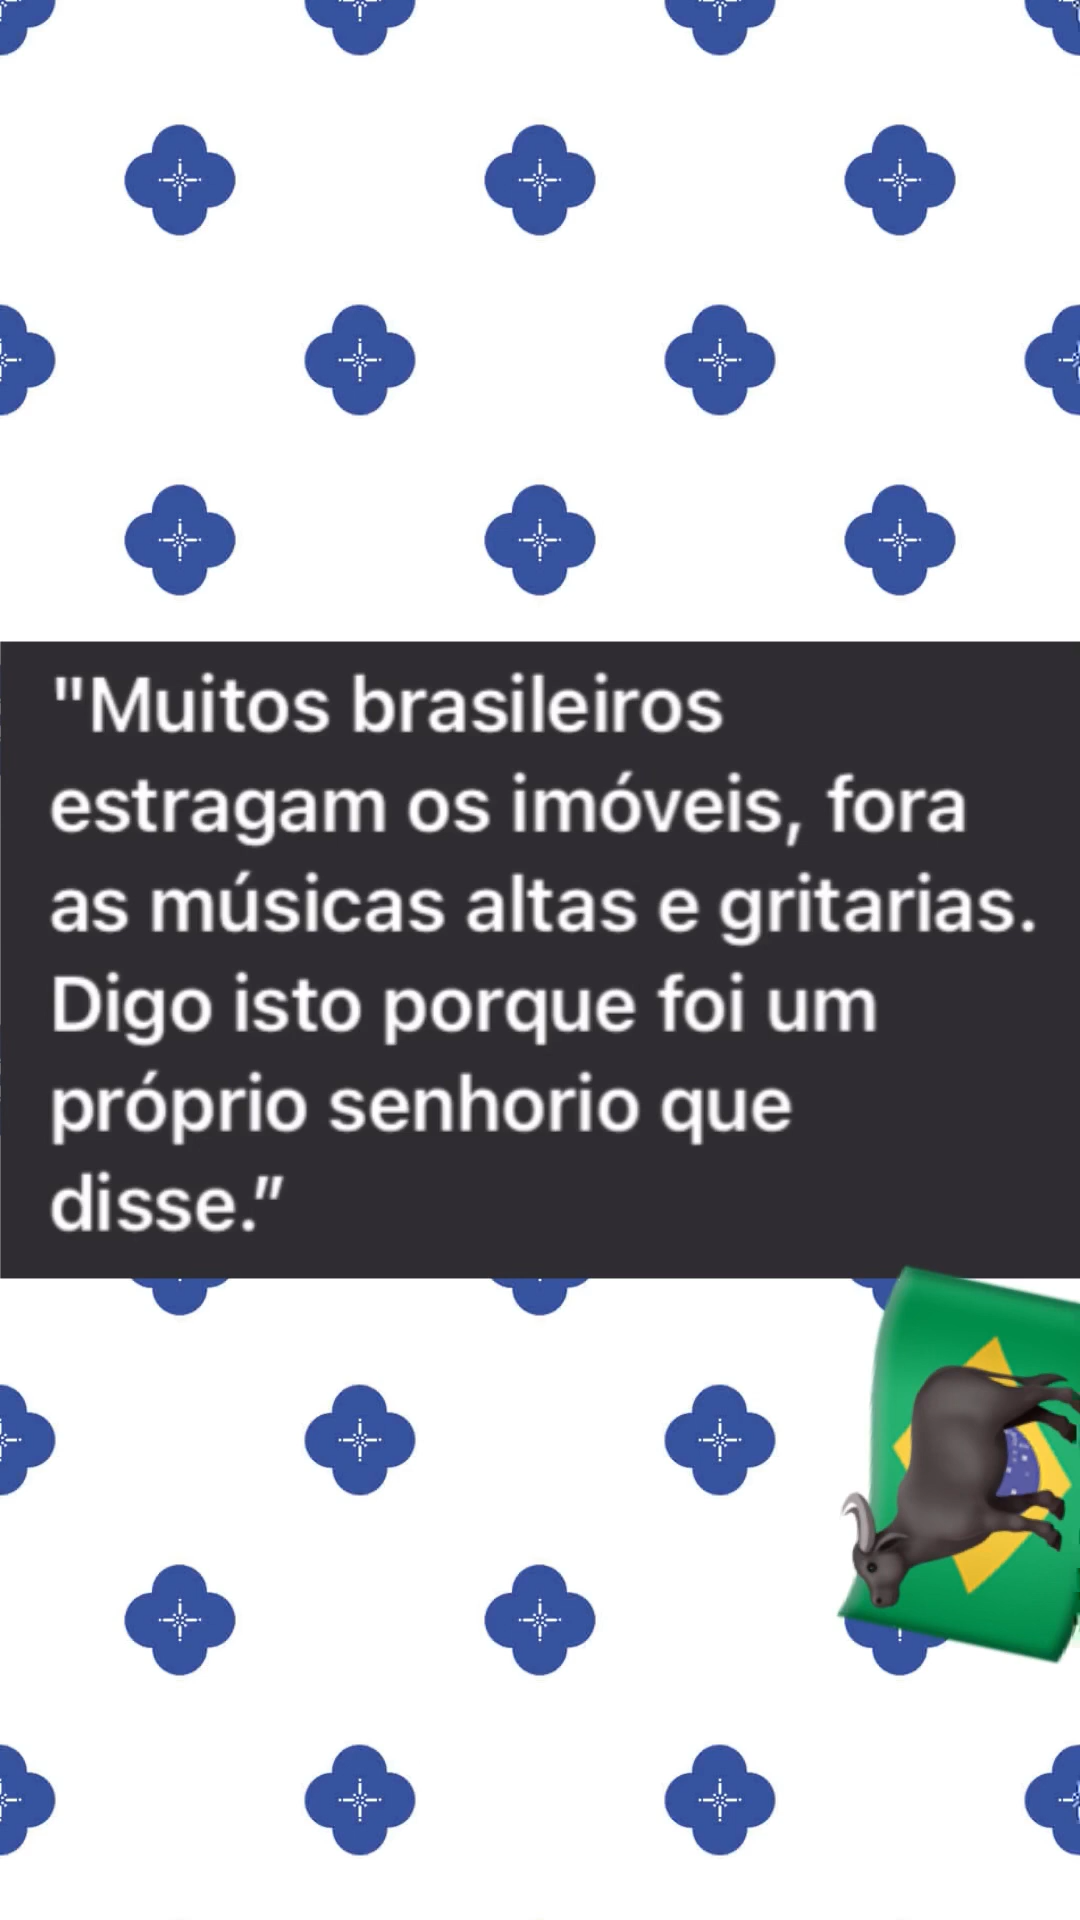 "Muitos brasileiros
estragam os imóveis, fora
as músicas altas e gritarias.
Digo isto porque foi um
próprio senhorio que
disse.”